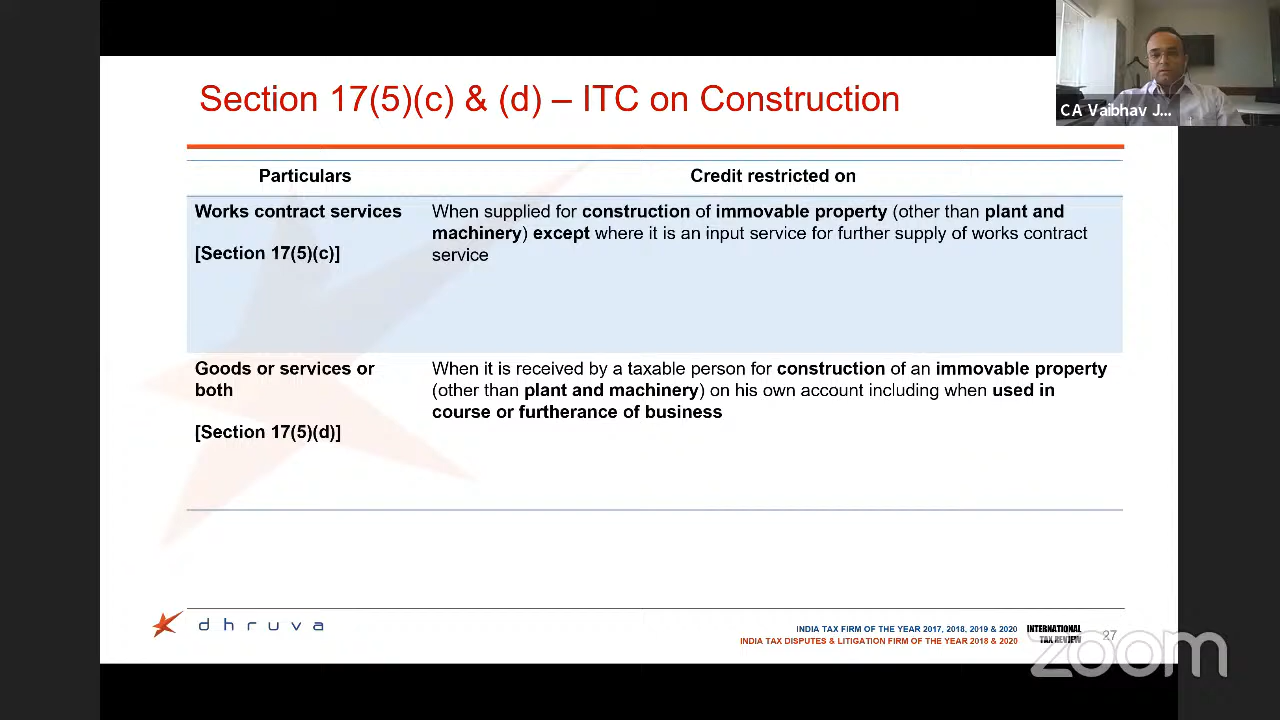 Section 17(5)(c) & (d) – ITC on Construction
CA Vaibhav J...
Particulars
Credit restricted on
Works contract services
[Section 17(5)(c)]
When supplied for construction of immovable property (other than plant and
machinery) except where it is an input service for further supply of works contract
service
Goods or services or
both
[Section 17(5)(d)]
When it is received by a taxable person for construction of an immovable property
(other than plant and machinery) on his own account including when used in
course or furtherance of business
dhruva
INDIA TAX FIRM OF THE YEAR 2017, 2018, 2019 & 2020
INDIA TAX DISPUTES & LITIGATION FIRM OF THE YEAR 2018 & 2020
INTERNATIONAL
TAX REVIEW
27
zoom